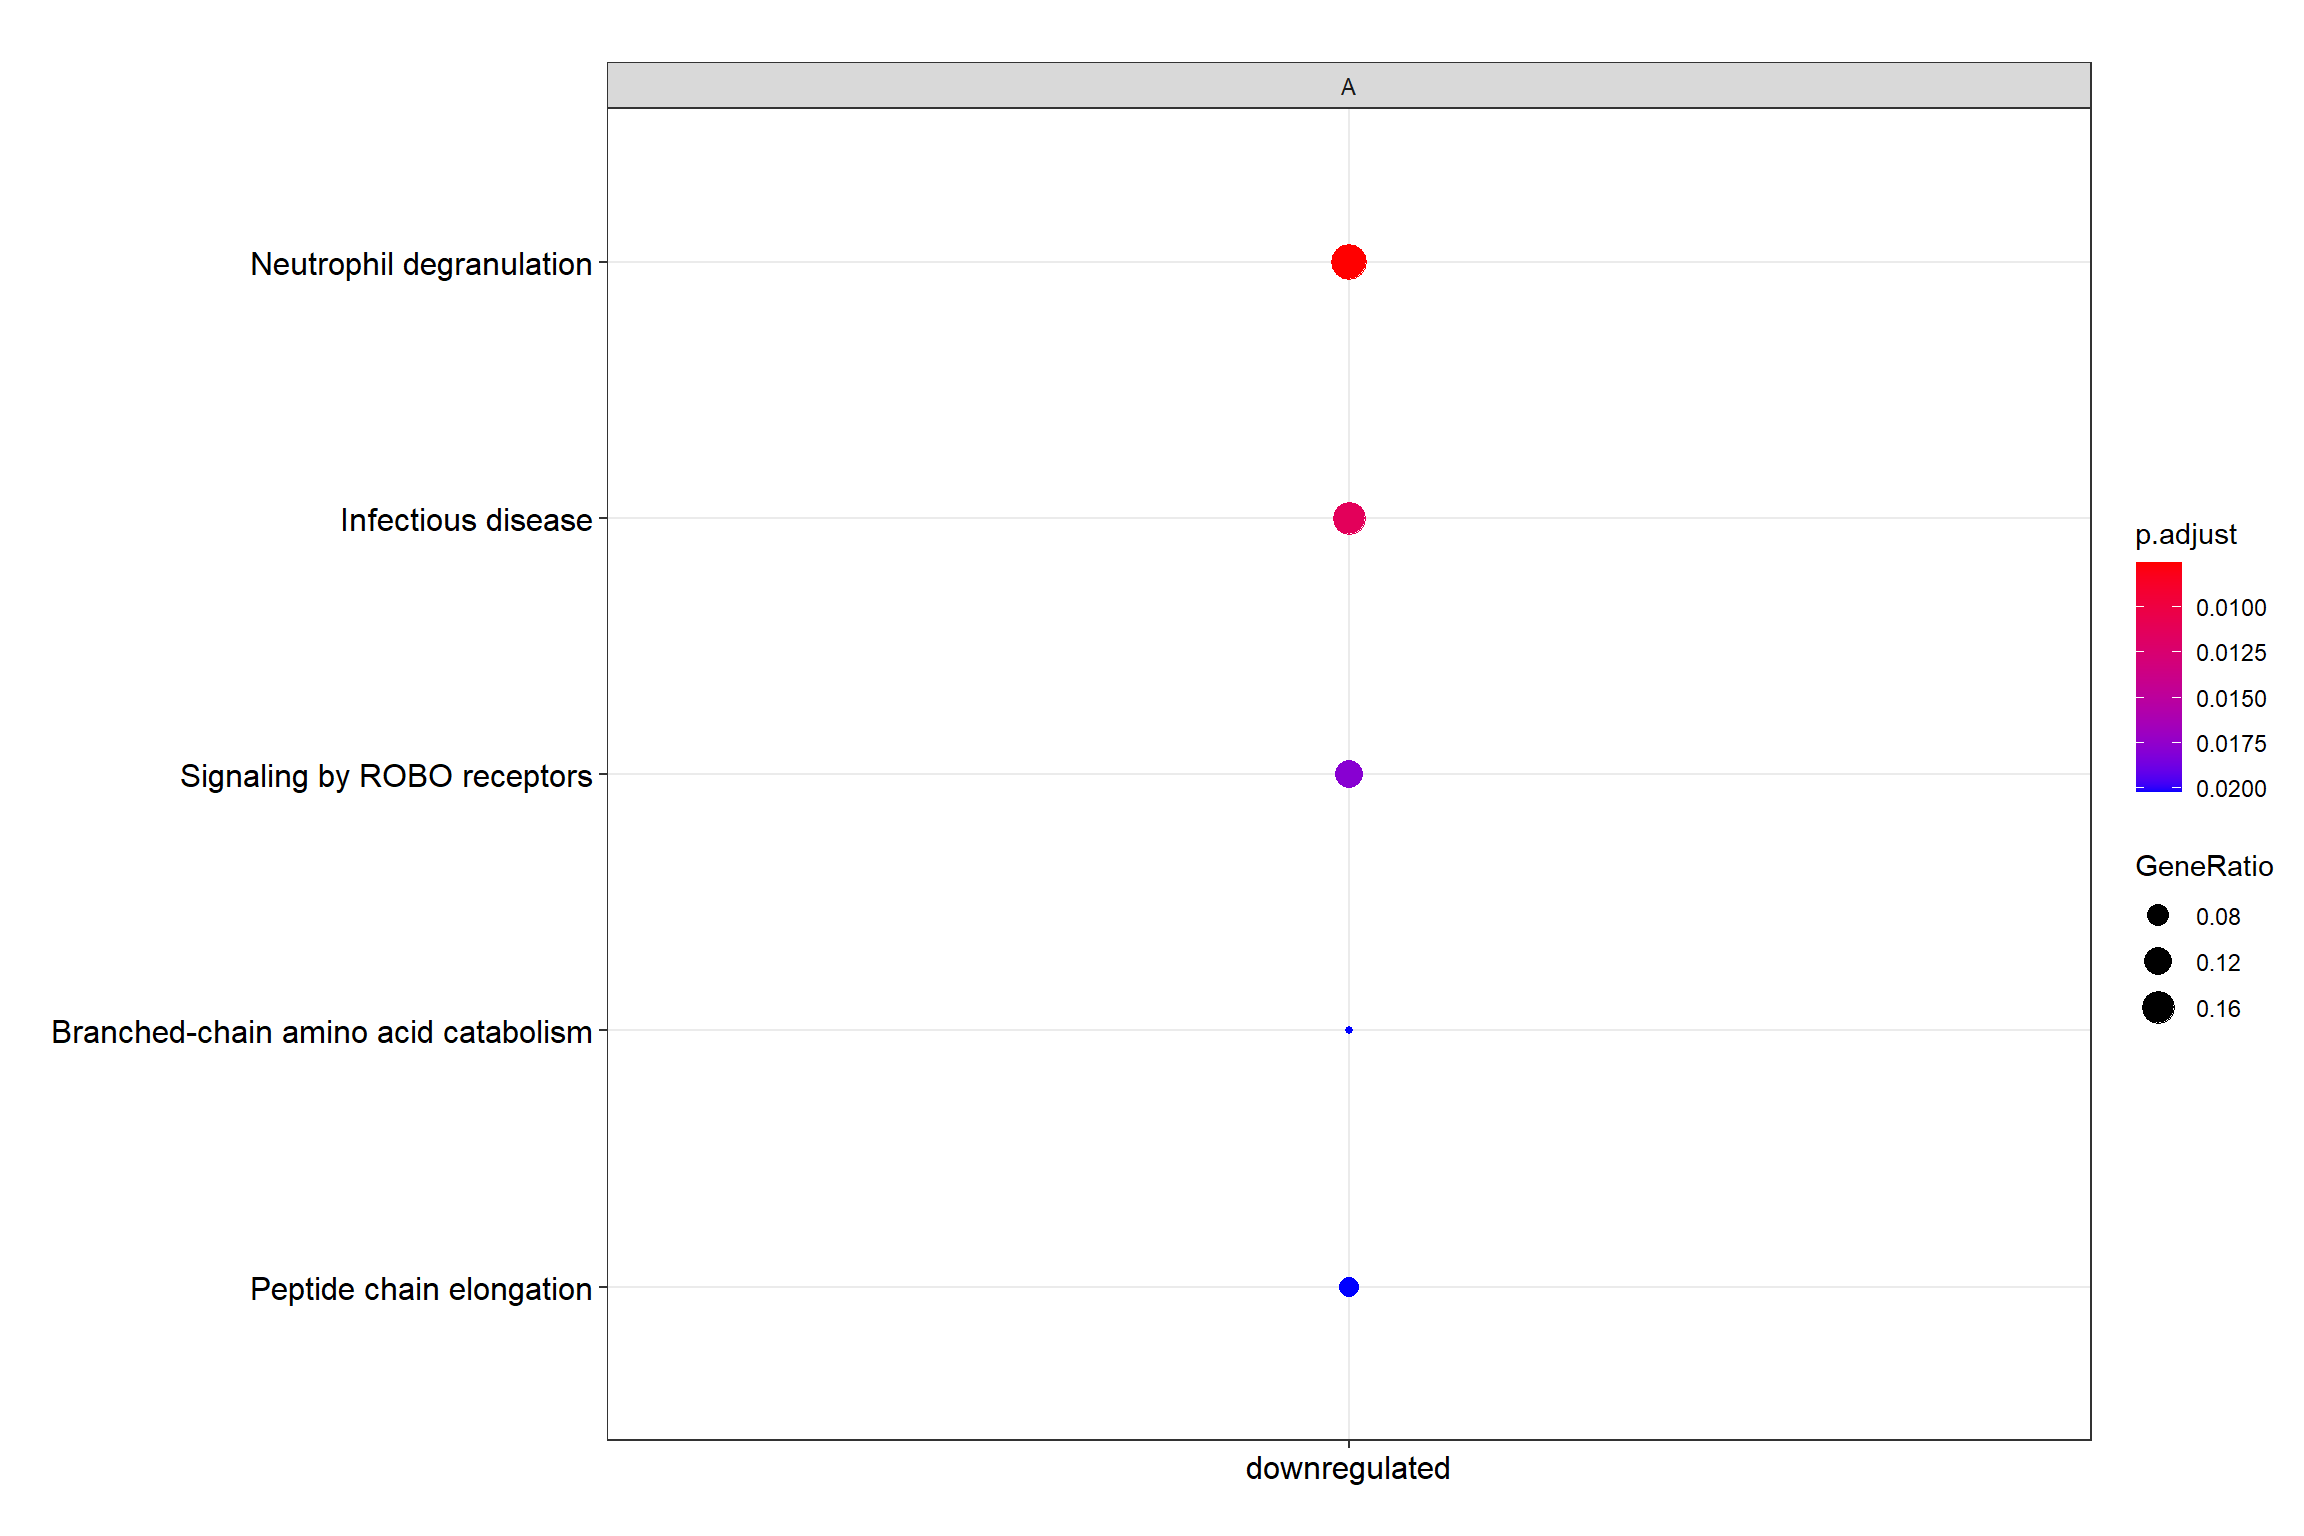 A
Neutrophil degranulation
Infectious disease
Signaling by ROBO receptors
Branched-chain amino acid catabolism
Peptide chain elongation
downregulated
p.adjust
0.0100
0.0125
0.0150
0.0175
0.0200
GeneRatio
0.08
0.12
0.16